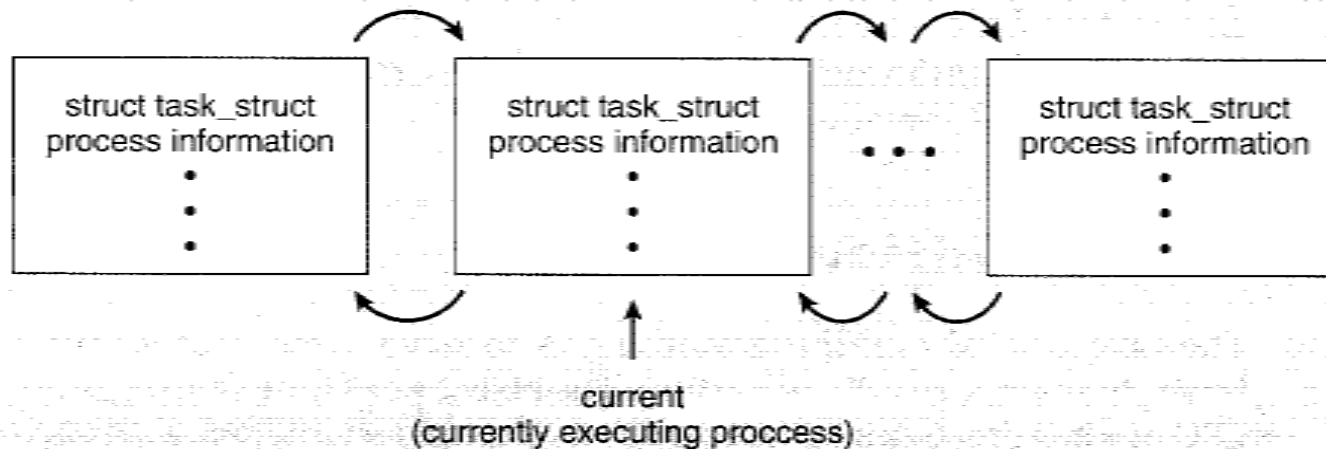 struct task_struct
process information
struct task_struct
process information
struct task_struct
process information
current
(currently executing proccess)